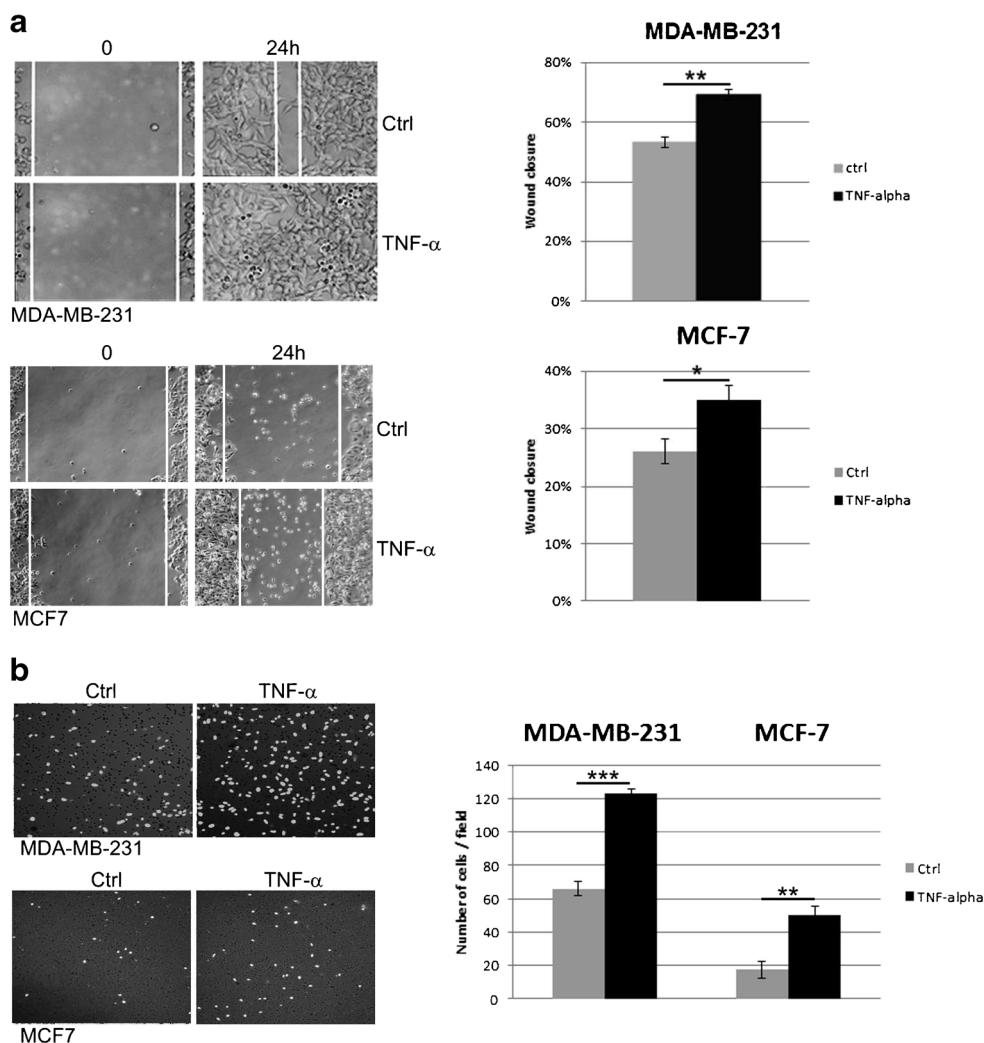 a
0 24h
Ctrl
TNF-α
MDA-MB-231
0 24h
Ctrl
TNF-α
MCF7
MDA-MB-231
80%
60%
40%
20%
0%
Wound closure
**
ctrl
TNF-alpha
MCF-7
40%
30%
20%
10%
0%
Wound closure
*
Ctrl
TNF-alpha
b
Ctrl TNF-α
MDA-MB-231
Ctrl TNF-α
MCF7
MDA-MB-231 MCF-7
140
120
100
80
60
40
20
0
Number of cells / field
***
**
Ctrl
TNF-alpha